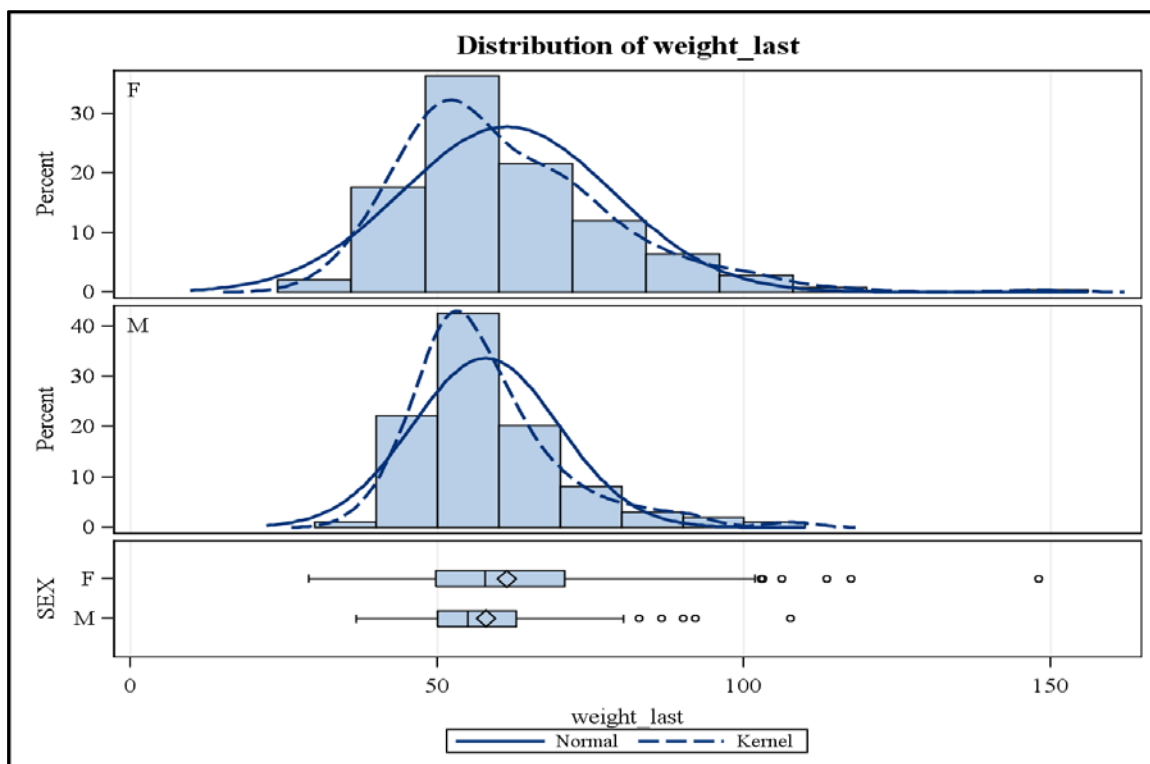 Distribution of weight_last
F
30
20
10
0
Percent
M
40
30
20
10
0
Percent
SEX
F
M
0 50 100 150
weight_last
Normal Kernel